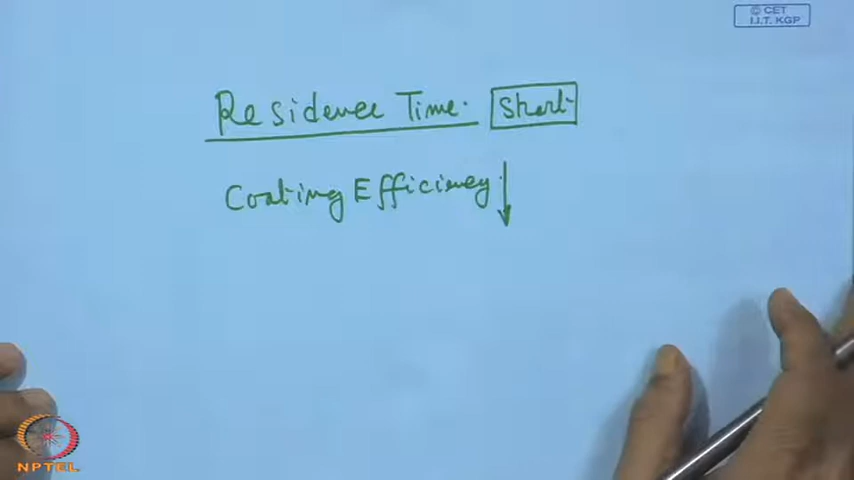 © CET
I.I.T. KGP
Residence Time. Short
Coating Efficiency ↓
NPTEL